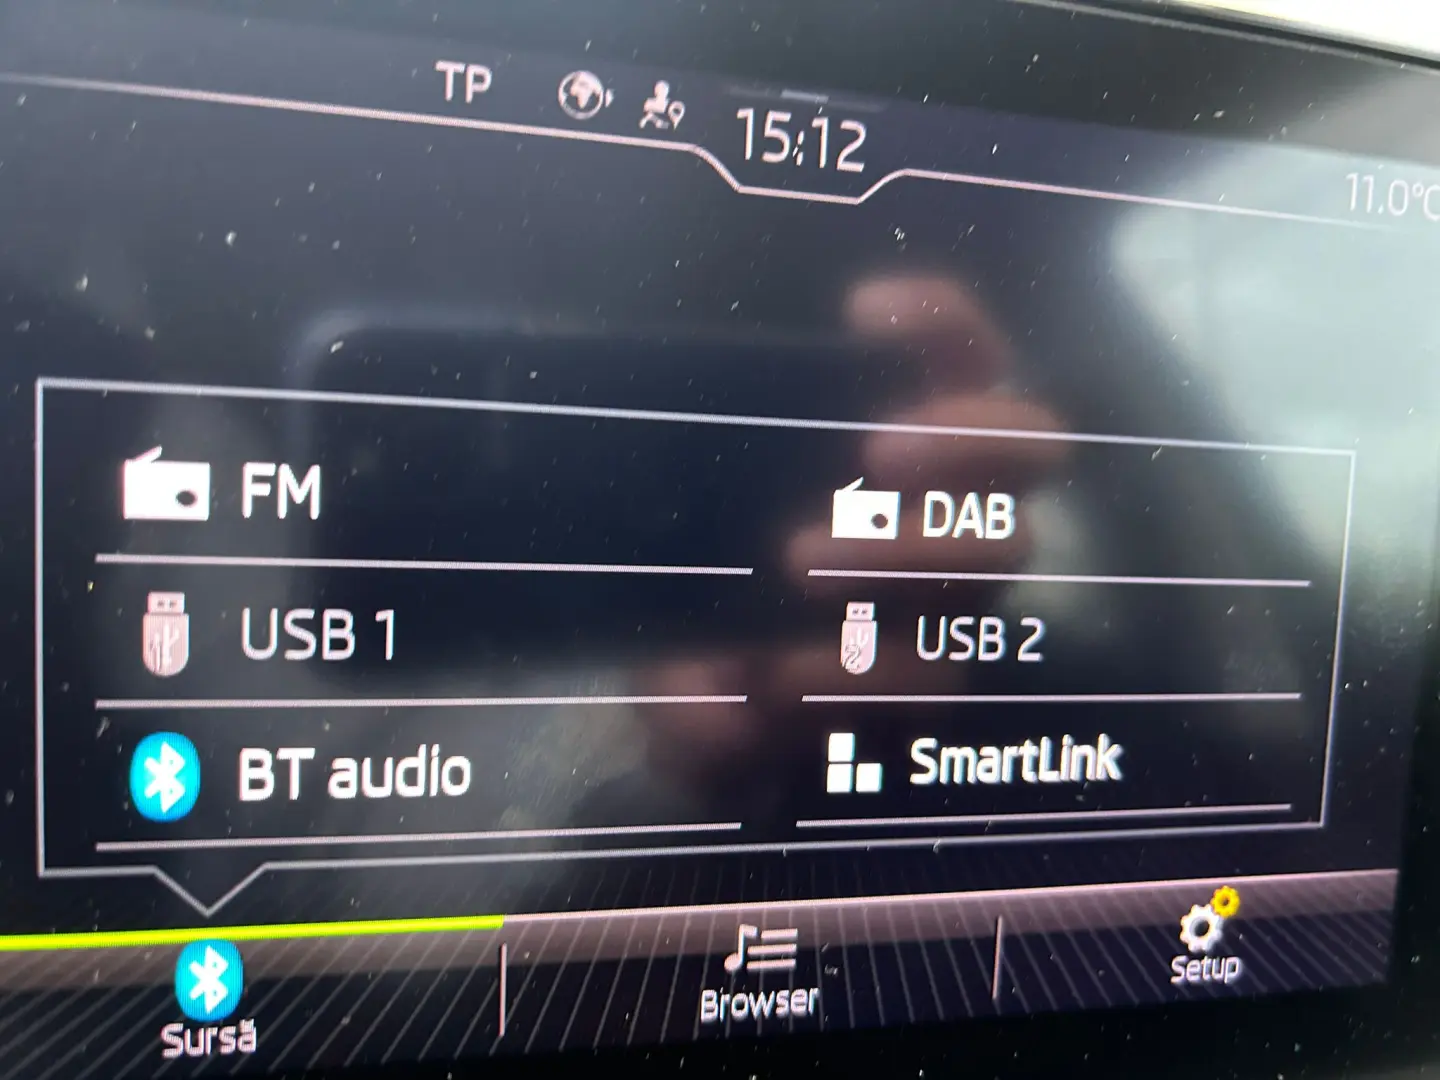 TP
15:12
11.0°C
FM
DAB
USB 1
USB 2
BT audio
SmartLink
Sursă
Browser
Setup